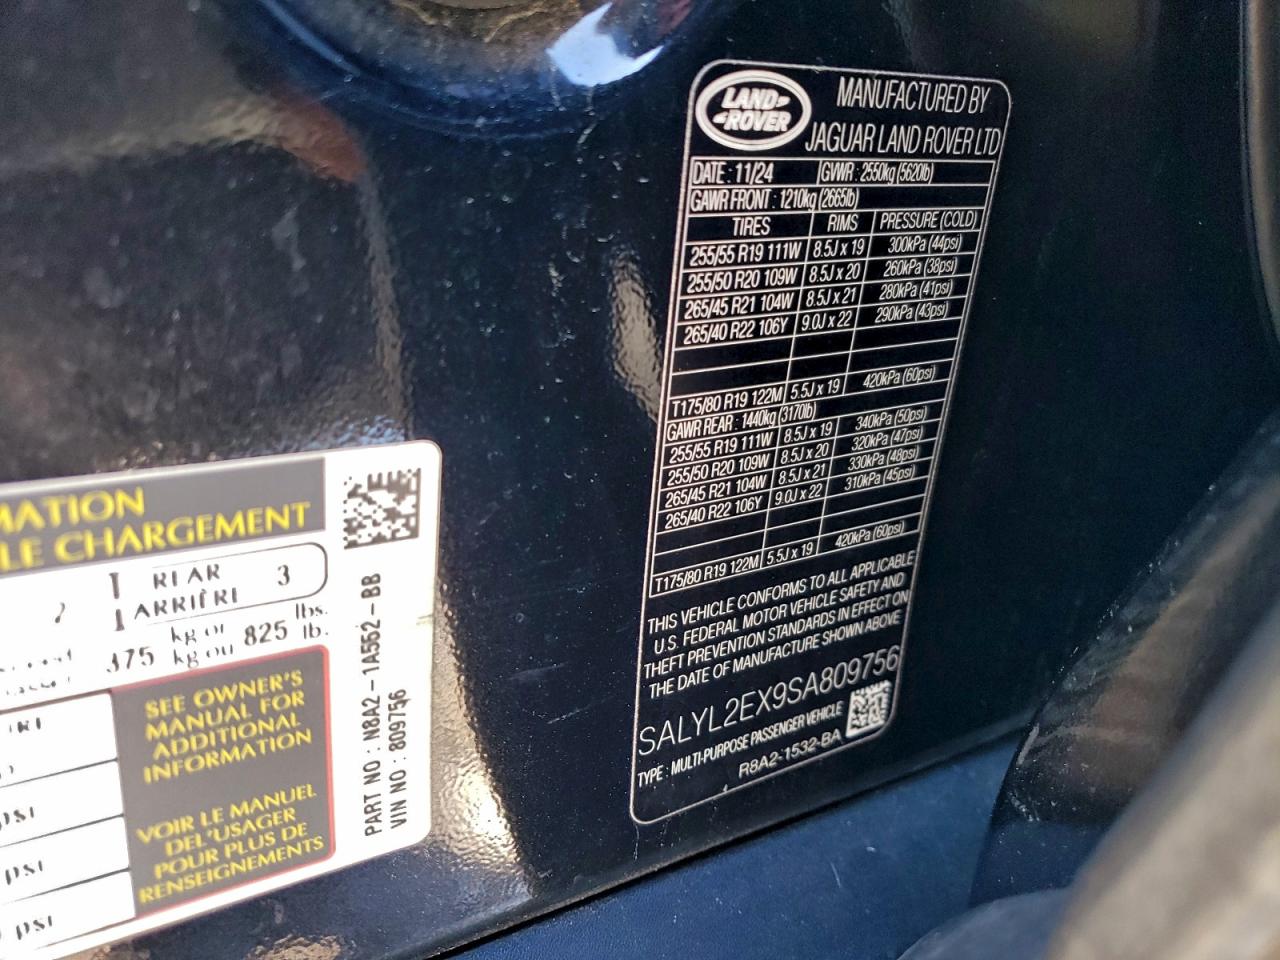 LAND ROVER
MANUFACTURED BY
JAGUAR LAND ROVER LTD
DATE : 11/24 GVWR : 2550kg (5620lb)
GAWR FRONT : 1210kg (2665lb)
TIRES RIMS PRESSURE (COLD)
255/55 R19 111W 8.5J x 19 300kPa (44psi)
255/50 R20 109W 8.5J x 20 260kPa (38psi)
265/45 R21 104W 8.5J x 21 280kPa (41psi)
265/40 R22 106Y 9.0J x 22 290kPa (43psi)
T175/80 R19 122M 5.5J x 19 420kPa (60psi)
GAWR REAR : 1440kg (3170lb)
255/55 R19 111W 8.5J x 19 340kPa (50psi)
255/50 R20 109W 8.5J x 20 320kPa (47psi)
265/45 R21 104W 8.5J x 21 330kPa (48psi)
265/40 R22 106Y 9.0J x 22 310kPa (45psi)
T175/80 R19 122M 5.5J x 19 420kPa (60psi)
THIS VEHICLE CONFORMS TO ALL APPLICABLE
U.S. FEDERAL MOTOR VEHICLE SAFETY AND
THEFT PREVENTION STANDARDS IN EFFECT ON
THE DATE OF MANUFACTURE SHOWN ABOVE
SALYL2EX9SA809756
TYPE : MULTI-PURPOSE PASSENGER VEHICLE
R8A2-1532-BA
MATION
LE CHARGEMENT
REAR 3
ARRIÈRE
kg or 825 lbs.
375 kg ou lb.
SEE OWNER'S
MANUAL FOR
ADDITIONAL
INFORMATION
VOIR LE MANUEL
DE L'USAGER
POUR PLUS DE
RENSEIGNEMENTS
psi
psi
psi
PART NO : N8A2-1A552-BB
VIN NO : 809756